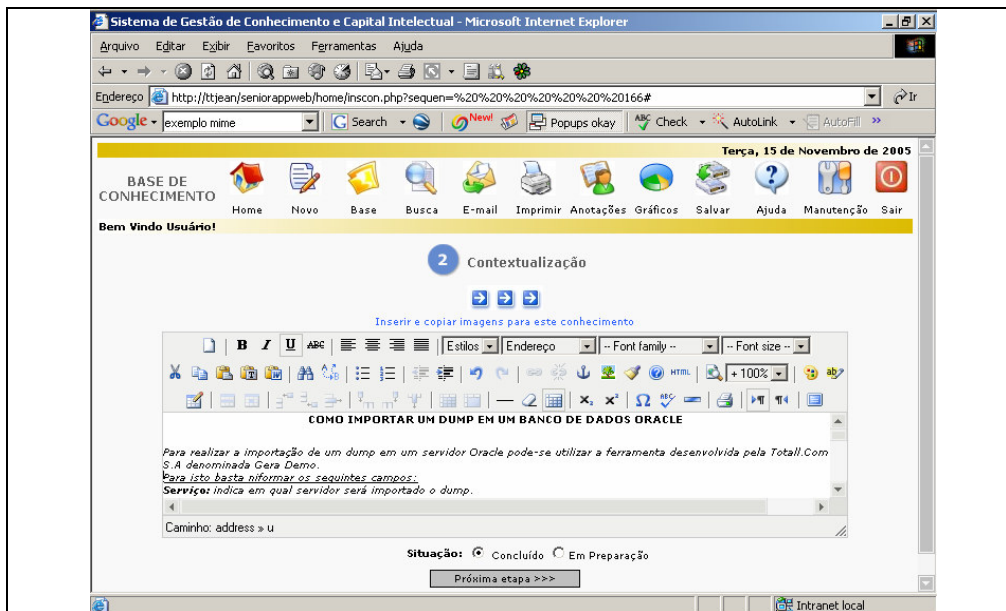 Sistema de Gestão de Conhecimento e Capital Intelectual - Microsoft Internet Explorer
Arquivo Editar Exibir Favoritos Ferramentas Ajuda
Endereço http://ttjean/seniorappweb/home/inscon.php?sequen=%20%20%20%20%20%20%20166# Ir
Google exemplo mime Search New! Popups okay ABC Check AutoLink AutoFill »
Terça, 15 de Novembro de 2005
BASE DE
CONHECIMENTO
Home Novo Base Busca E-mail Imprimir Anotações Gráficos Salvar Ajuda Manutenção Sair
Bem Vindo Usuário!
2 Contextualização
Inserir e copiar imagens para este conhecimento
B I U ABC Estilos Endereço -- Font family -- -- Font size --
HTML +100% ab
ABC
COMO IMPORTAR UM DUMP EM UM BANCO DE DADOS ORACLE
Para realizar a importação de um dump em um servidor Oracle pode-se utilizar a ferramenta desenvolvida pela Totall.Com
S.A denominada Gera Demo.
Para isto basta niformar os seguintes campos:
Serviço: indica em qual servidor será importado o dump.
Caminho: address » u
Situação: Concluído Em Preparação
Próxima etapa >>>
Intranet local